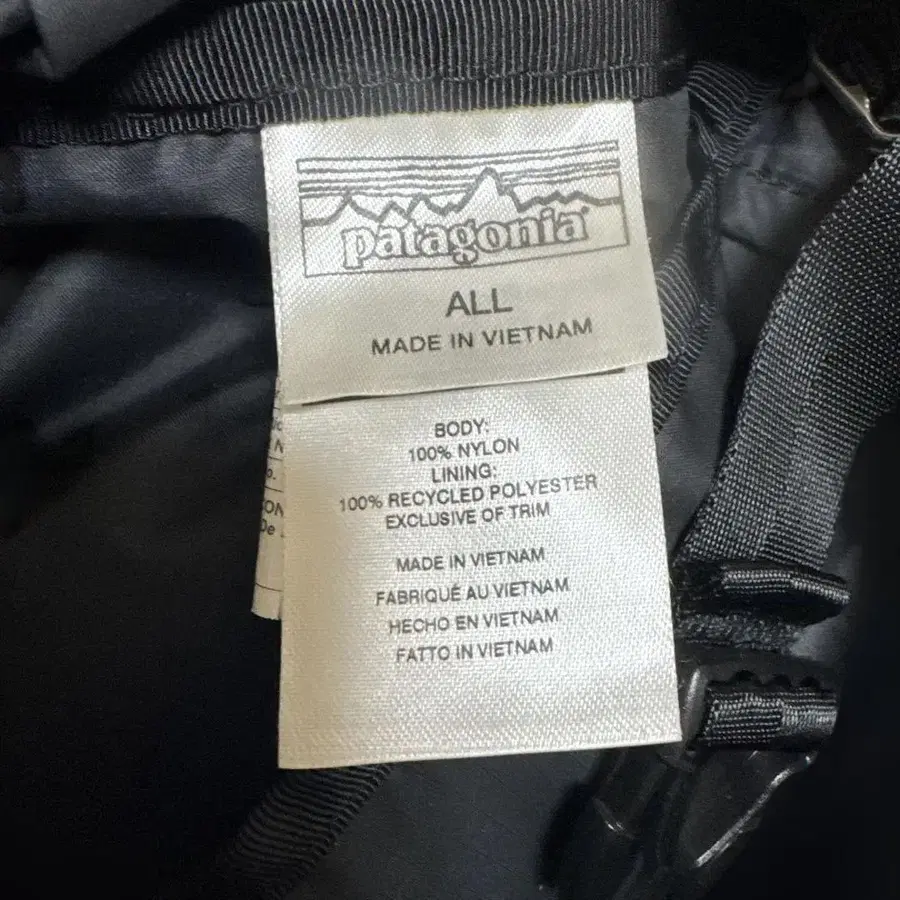 patagonia
ALL
MADE IN VIETNAM
BODY:
100% NYLON
LINING:
100% RECYCLED POLYESTER
EXCLUSIVE OF TRIM
MADE IN VIETNAM
FABRIQUÉ AU VIETNAM
HECHO EN VIETNAM
FATTO IN VIETNAM